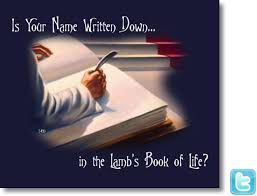 Is Your Name Written Down...
in the Lamb's Book of Life?